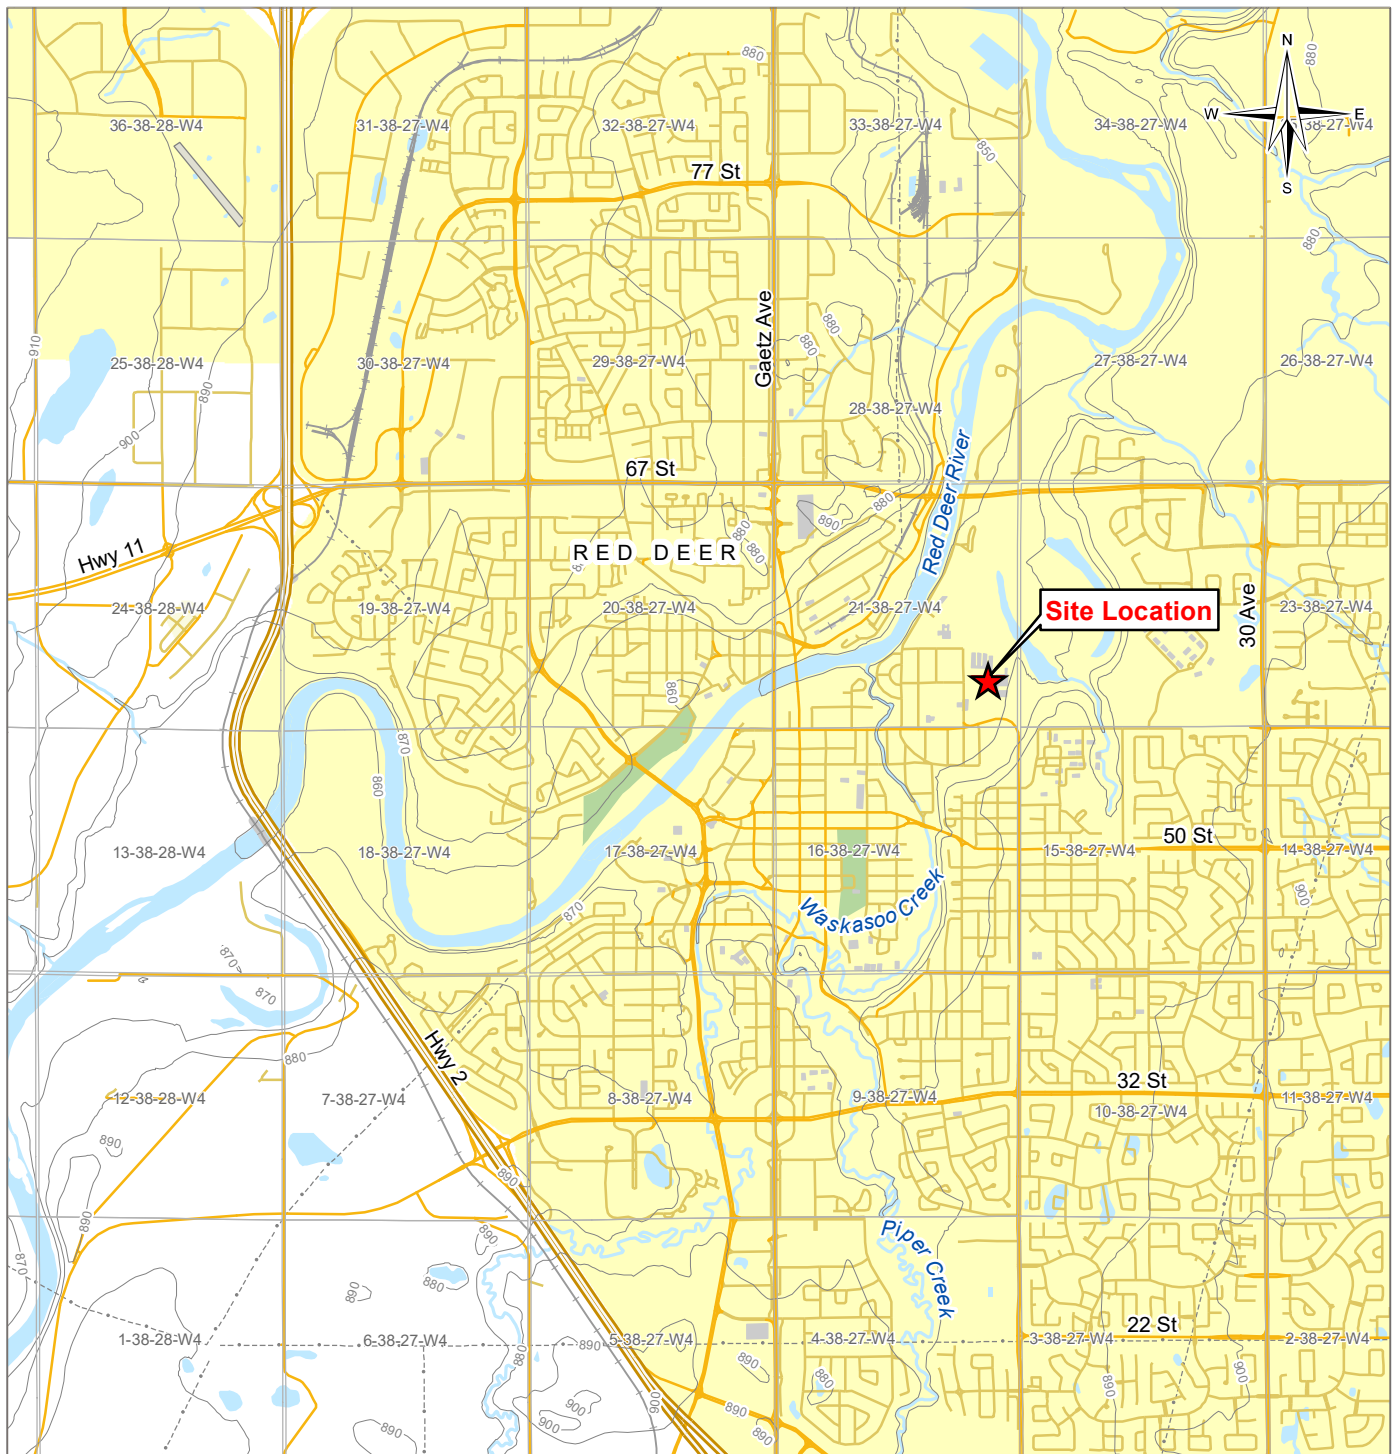 N
W
E
S
880
880
36-38-28-W4
31-38-27-W4
32-38-27-W4
33-38-27-W4
34-38-27-W4
38-27-W4
850
77 St
880
880
910
Gaetz Ave
880
880
25-38-28-W4
30-38-27-W4
29-38-27-W4
27-38-27-W4
26-38-27-W4
890
28-38-27-W4
900
67 St
Red Deer River
880
890
880
880
Hwy 11
RED DEER
24-38-28-W4
19-38-27-W4
20-38-27-W4
21-38-27-W4
23-38-27-W4
Site Location
30 Ave
860
870
860
50 St
13-38-28-W4
18-38-27-W4
17-38-27-W4
16-38-27-W4
15-38-27-W4
14-38-27-W4
900
Waskasoo Creek
870
870
870
880
Hwy 2
32 St
12-38-28-W4
7-38-27-W4
8-38-27-W4
9-38-27-W4
10-38-27-W4
11-38-27-W4
890
890
890
890
870
Piper Creek
880
890
22 St
1-38-28-W4
6-38-27-W4
5-38-27-W4
4-38-27-W4
3-38-27-W4
2-38-27-W4
890
880
890
880
890
900
900
900
900
890
890
890
890